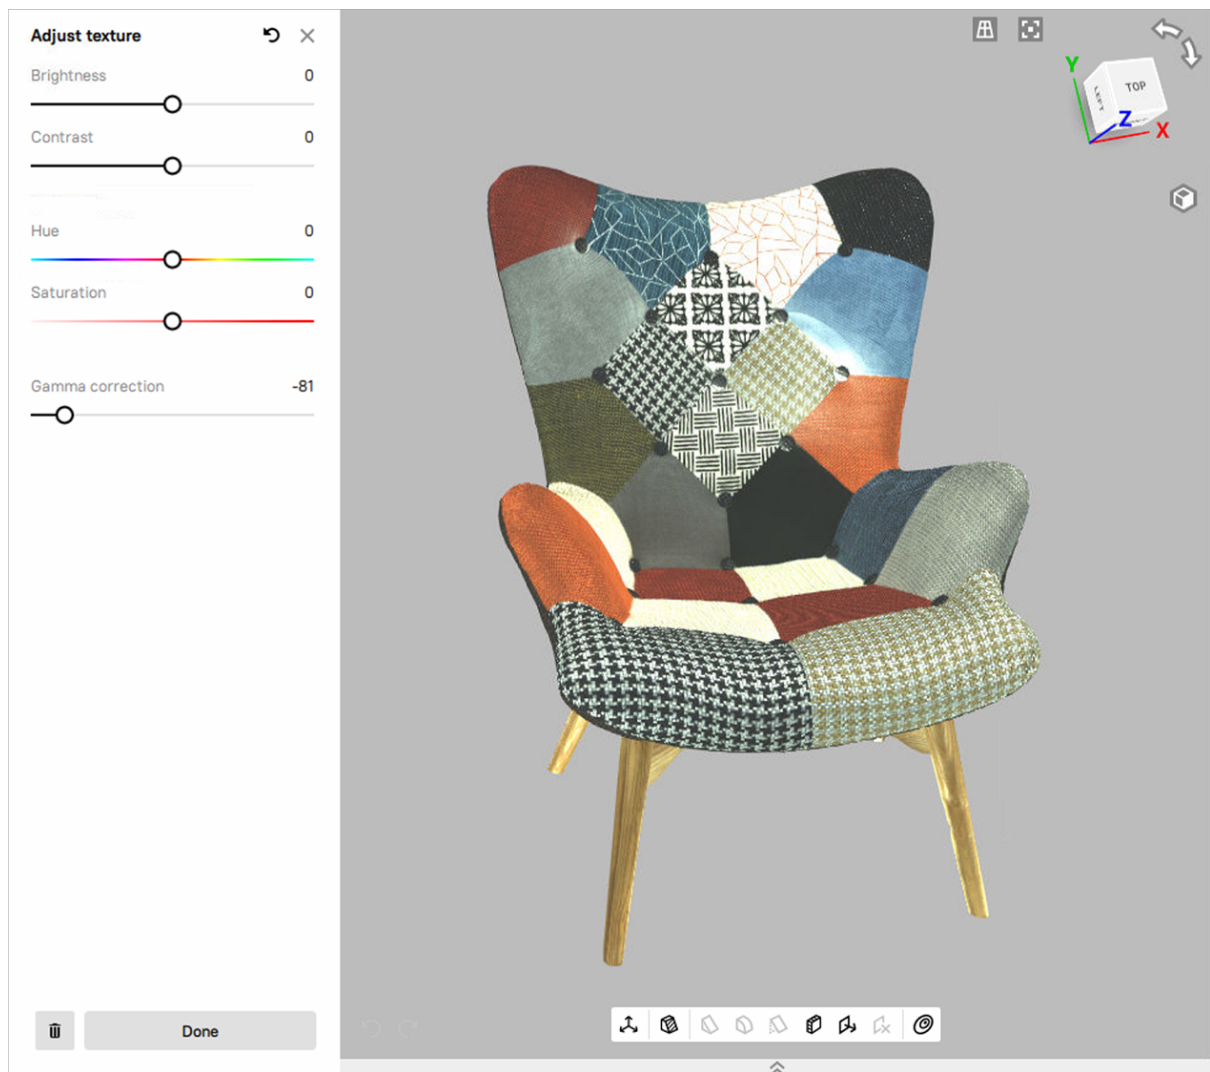 Adjust texture
Brightness 0
Contrast 0
Hue 0
Saturation 0
Gamma correction -81
Done
Y
LEFT
TOP
Z
X